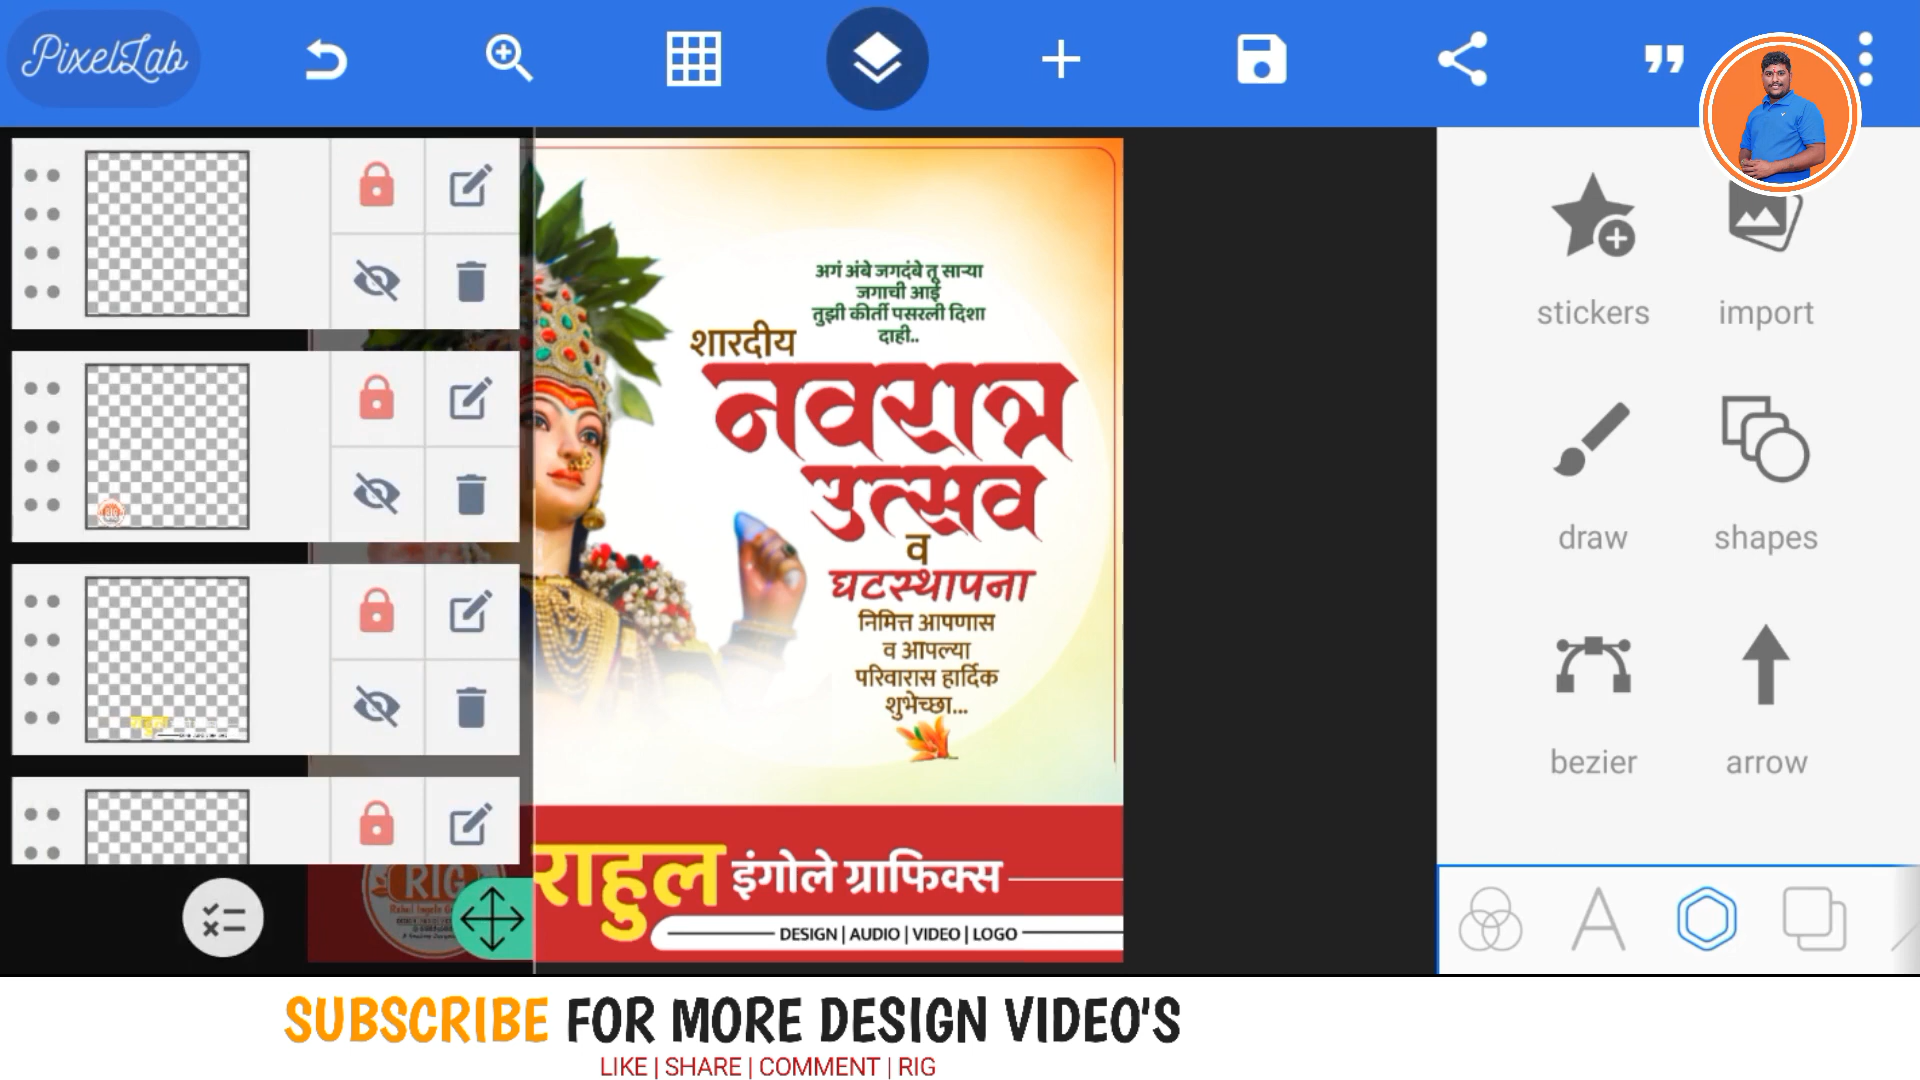 PixelLab
stickers
import
draw
shapes
bezier
arrow
अगं अंबे जगदंबे तू साऱ्या
जगाची आई
तुझी कीर्ती पसरली दिशा
दाही..
शारदीय
नवरात्र
उत्सव
व
घटस्थापना
निमित्त आपणास
व आपल्या
परिवारास हार्दिक
शुभेच्छा...
RIG
राहुल इंगोले ग्राफिक्स
DESIGN | AUDIO | VIDEO | LOGO
SUBSCRIBE FOR MORE DESIGN VIDEO'S
LIKE | SHARE | COMMENT | RIG